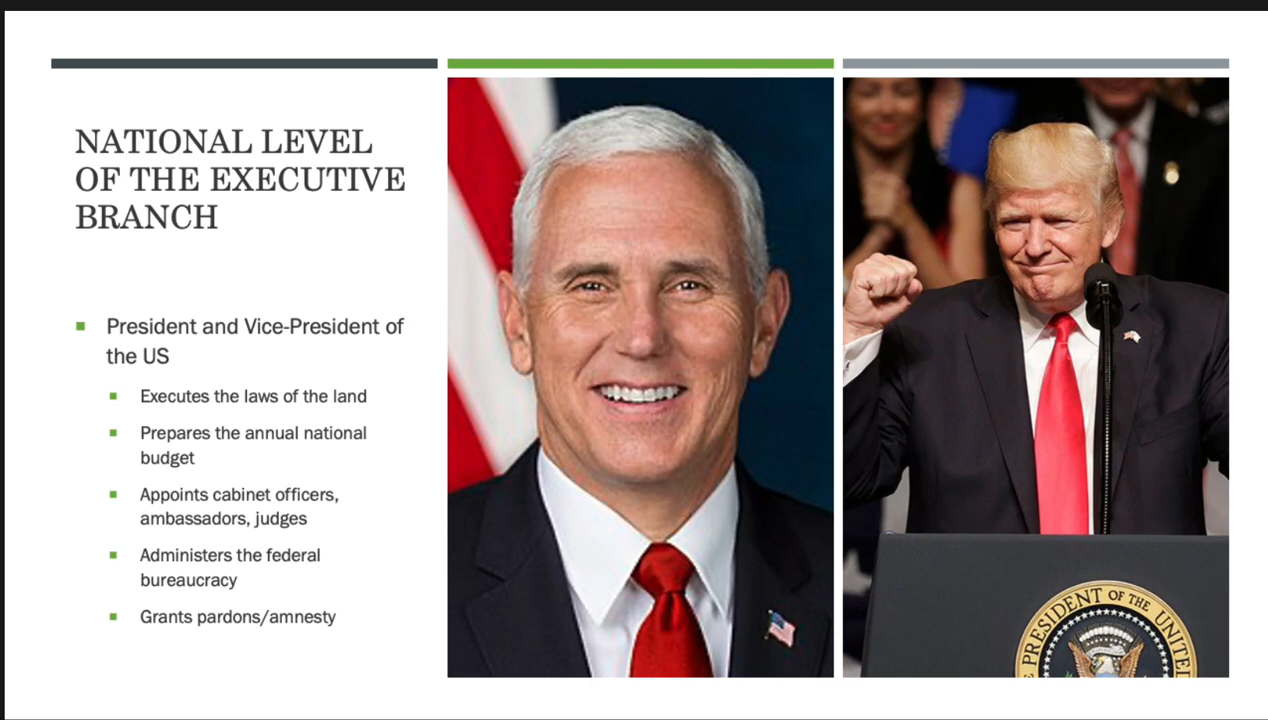 NATIONAL LEVEL
OF THE EXECUTIVE
BRANCH
President and Vice-President of
the US
Executes the laws of the land
Prepares the annual national
budget
Appoints cabinet officers,
ambassadors, judges
Administers the federal
bureaucracy
Grants pardons/amnesty
PRESIDENT OF THE UNITED